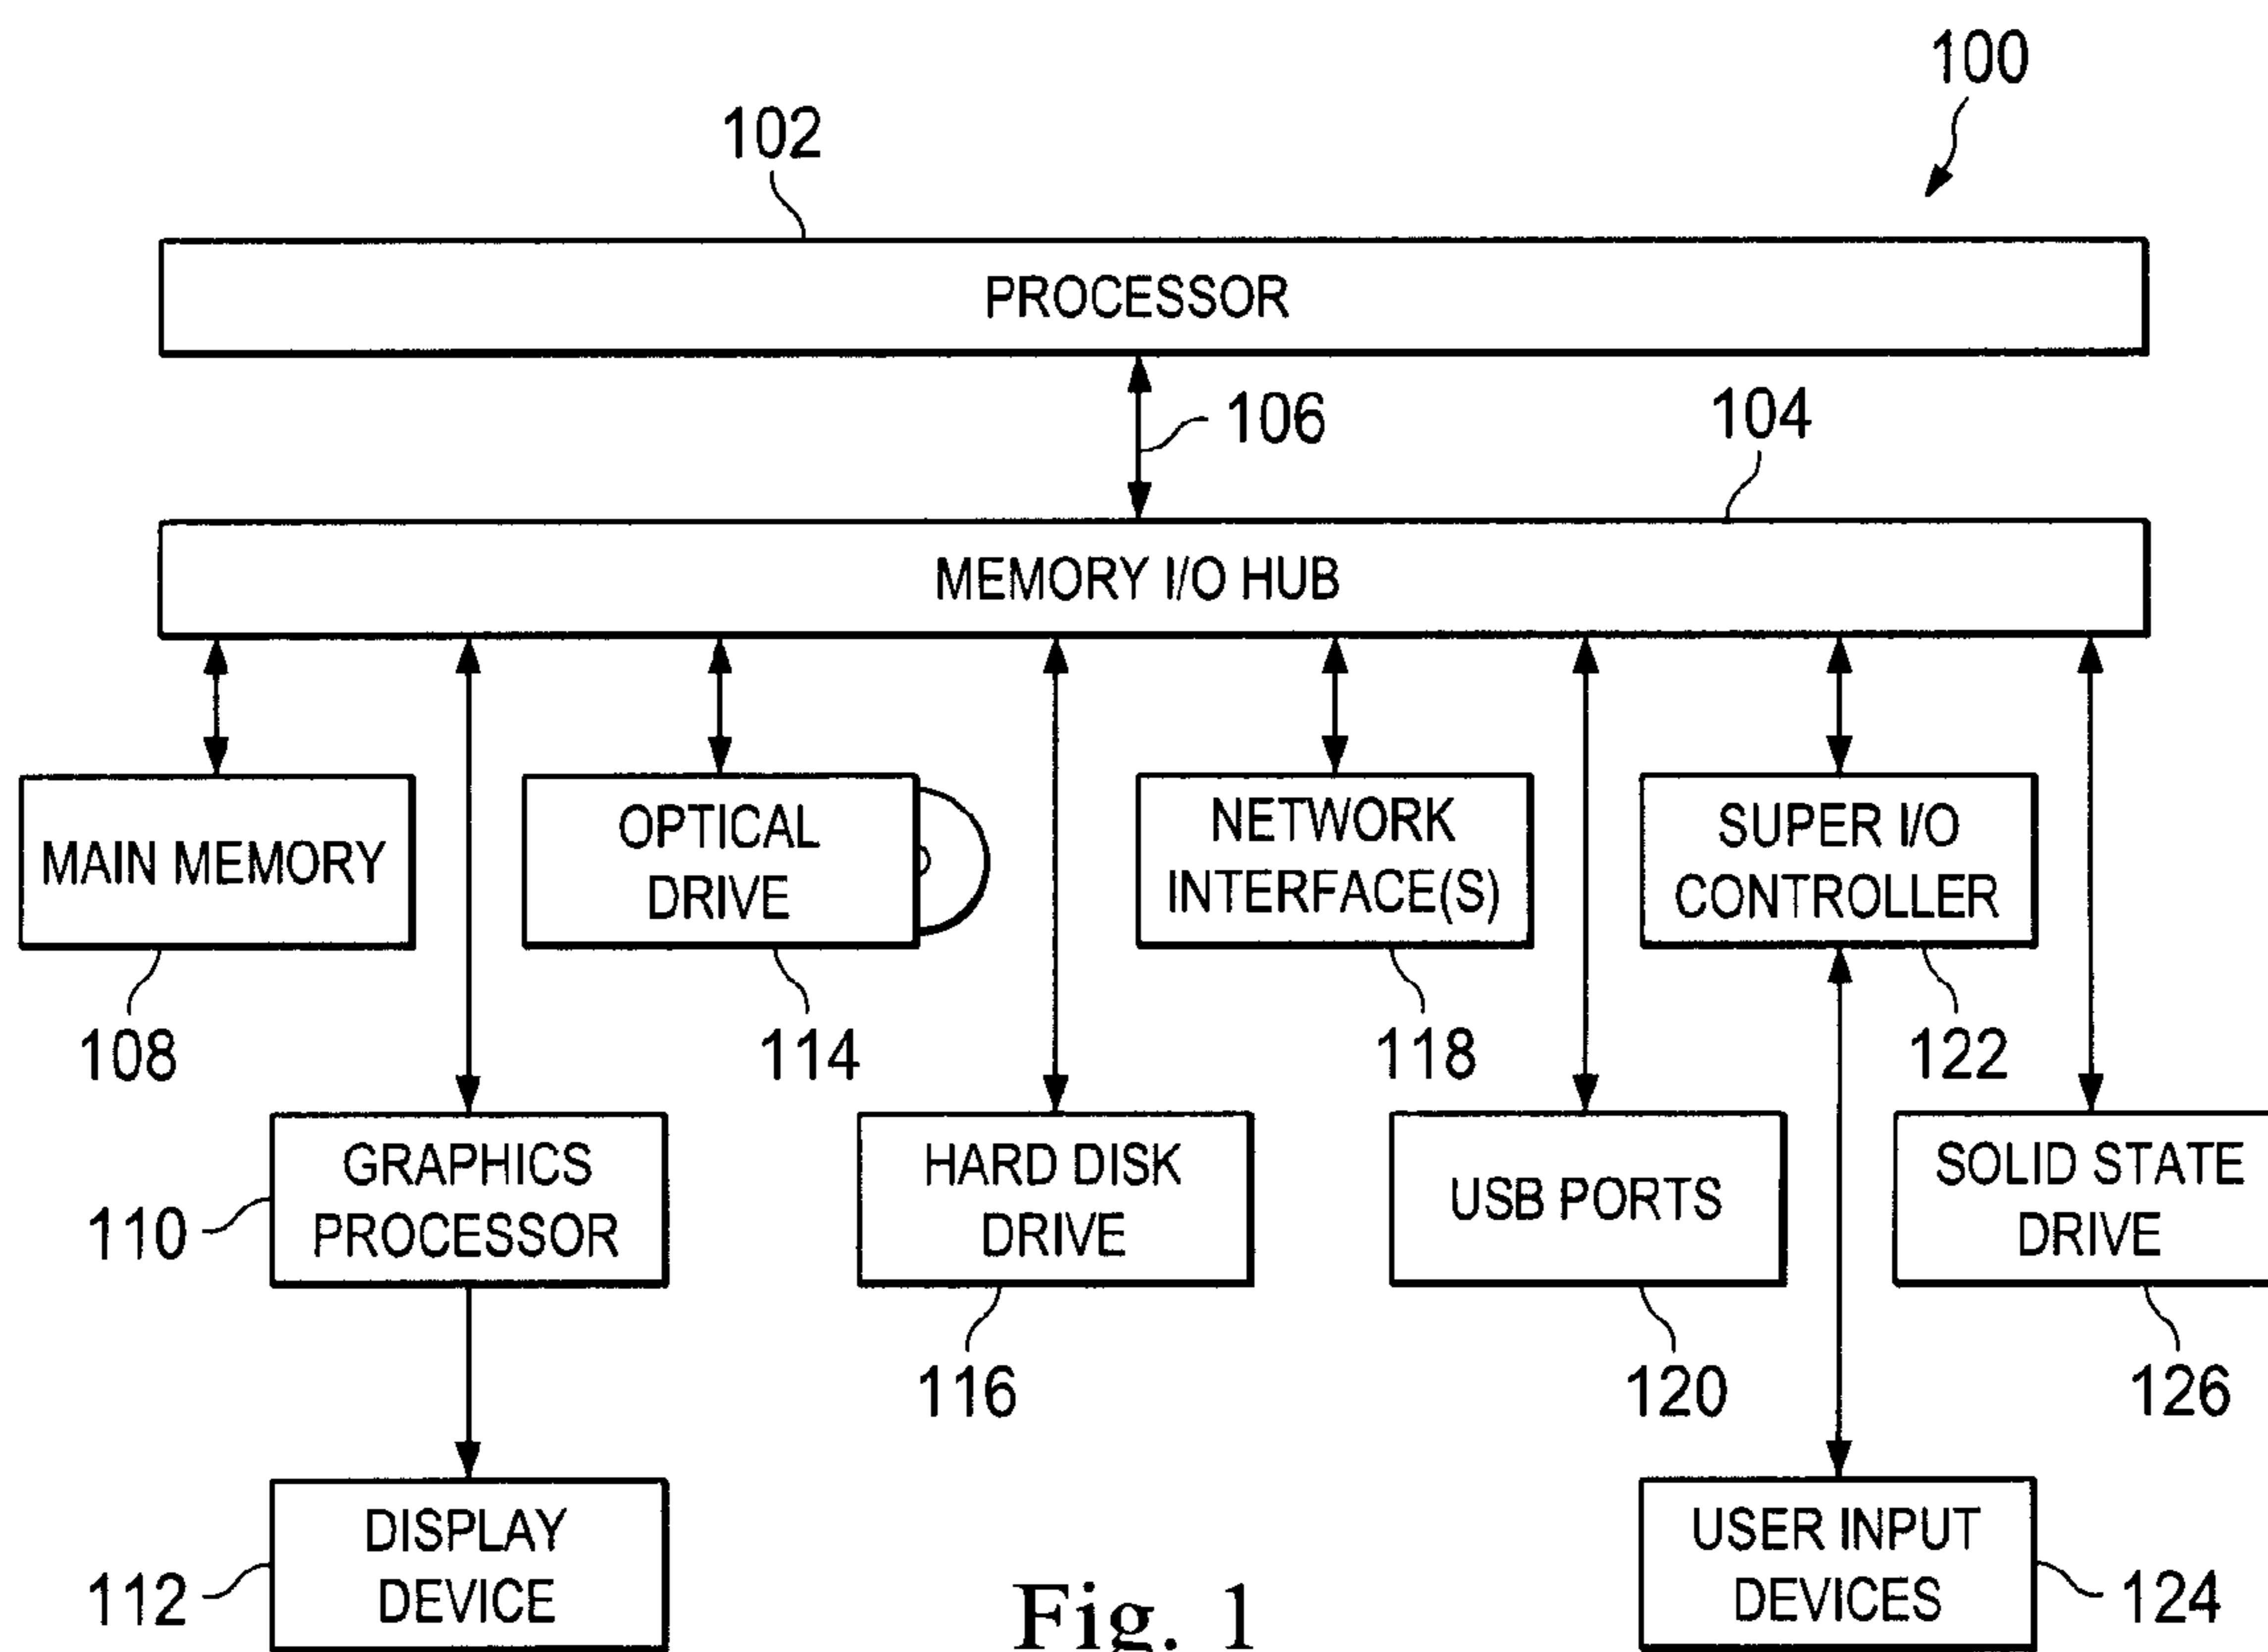 100
102
PROCESSOR
106
104
MEMORY I/O HUB
MAIN MEMORY
108
OPTICAL
DRIVE
114
NETWORK
INTERFACE(S)
118
SUPER I/O
CONTROLLER
122
GRAPHICS
PROCESSOR
110
HARD DISK
DRIVE
116
USB PORTS
120
SOLID STATE
DRIVE
126
DISPLAY
DEVICE
112
USER INPUT
DEVICES
124
Fig. 1